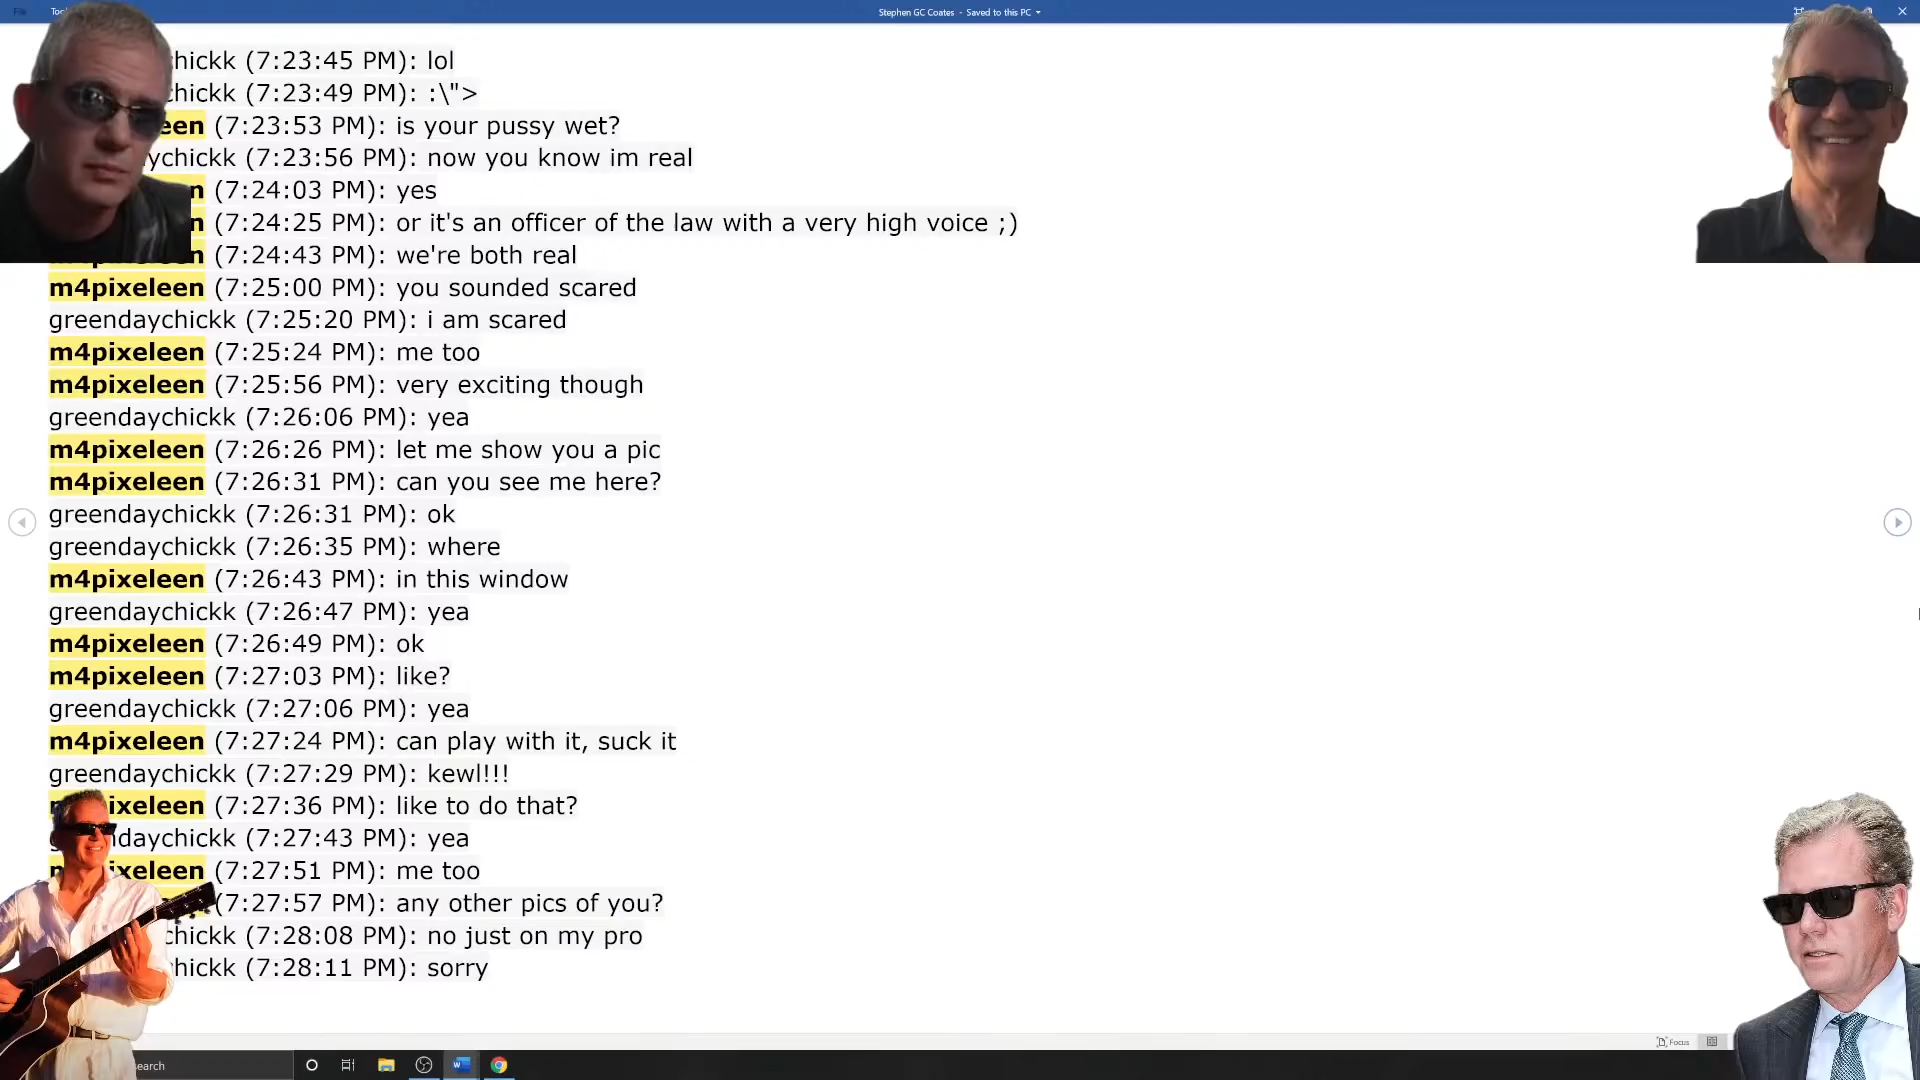 File Tool
Stephen GC Coates - Saved to this PC
hickk (7:23:45 PM): lol
hickk (7:23:49 PM): :\">
een (7:23:53 PM): is your pussy wet?
ychickk (7:23:56 PM): now you know im real
n (7:24:03 PM): yes
n (7:24:25 PM): or it's an officer of the law with a very high voice ;)
(7:24:43 PM): we're both real
m4pixeleen (7:25:00 PM): you sounded scared
greendaychickk (7:25:20 PM): i am scared
m4pixeleen (7:25:24 PM): me too
m4pixeleen (7:25:56 PM): very exciting though
greendaychickk (7:26:06 PM): yea
m4pixeleen (7:26:26 PM): let me show you a pic
m4pixeleen (7:26:31 PM): can you see me here?
greendaychickk (7:26:31 PM): ok
greendaychickk (7:26:35 PM): where
m4pixeleen (7:26:43 PM): in this window
greendaychickk (7:26:47 PM): yea
m4pixeleen (7:26:49 PM): ok
m4pixeleen (7:27:03 PM): like?
greendaychickk (7:27:06 PM): yea
m4pixeleen (7:27:24 PM): can play with it, suck it
greendaychickk (7:27:29 PM): kewl!!!
ixeleen (7:27:36 PM): like to do that?
ndaychickk (7:27:43 PM): yea
ixeleen (7:27:51 PM): me too
(7:27:57 PM): any other pics of you?
hickk (7:28:08 PM): no just on my pro
hickk (7:28:11 PM): sorry
Focus
earch